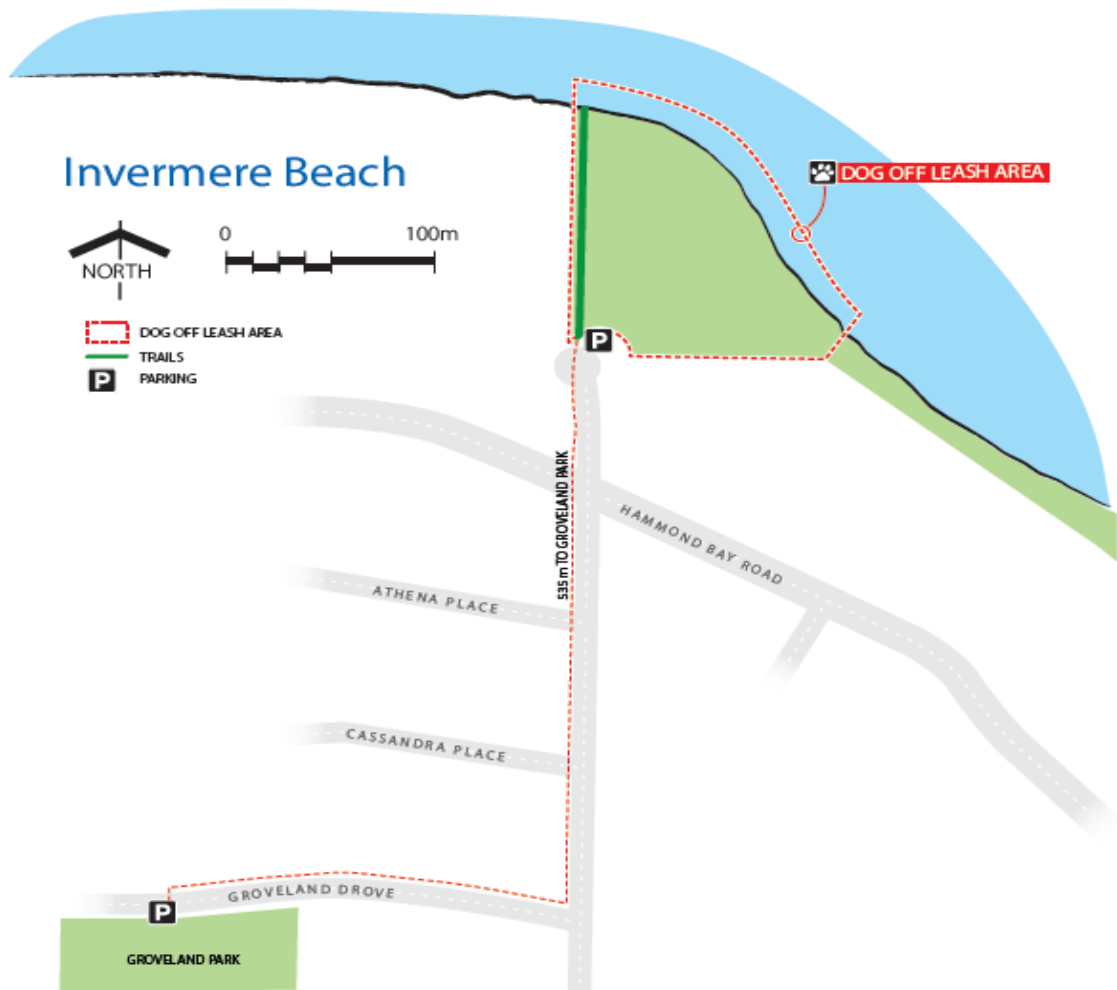 Invermere Beach
DOG OFF LEASH AREA
0 100m
NORTH
DOG OFF LEASH AREA
TRAILS
P PARKING
P
535 m TO GROVELAND PARK
HAMMOND BAY ROAD
ATHENA PLACE
CASSANDRA PLACE
GROVELAND DROVE
P
GROVELAND PARK